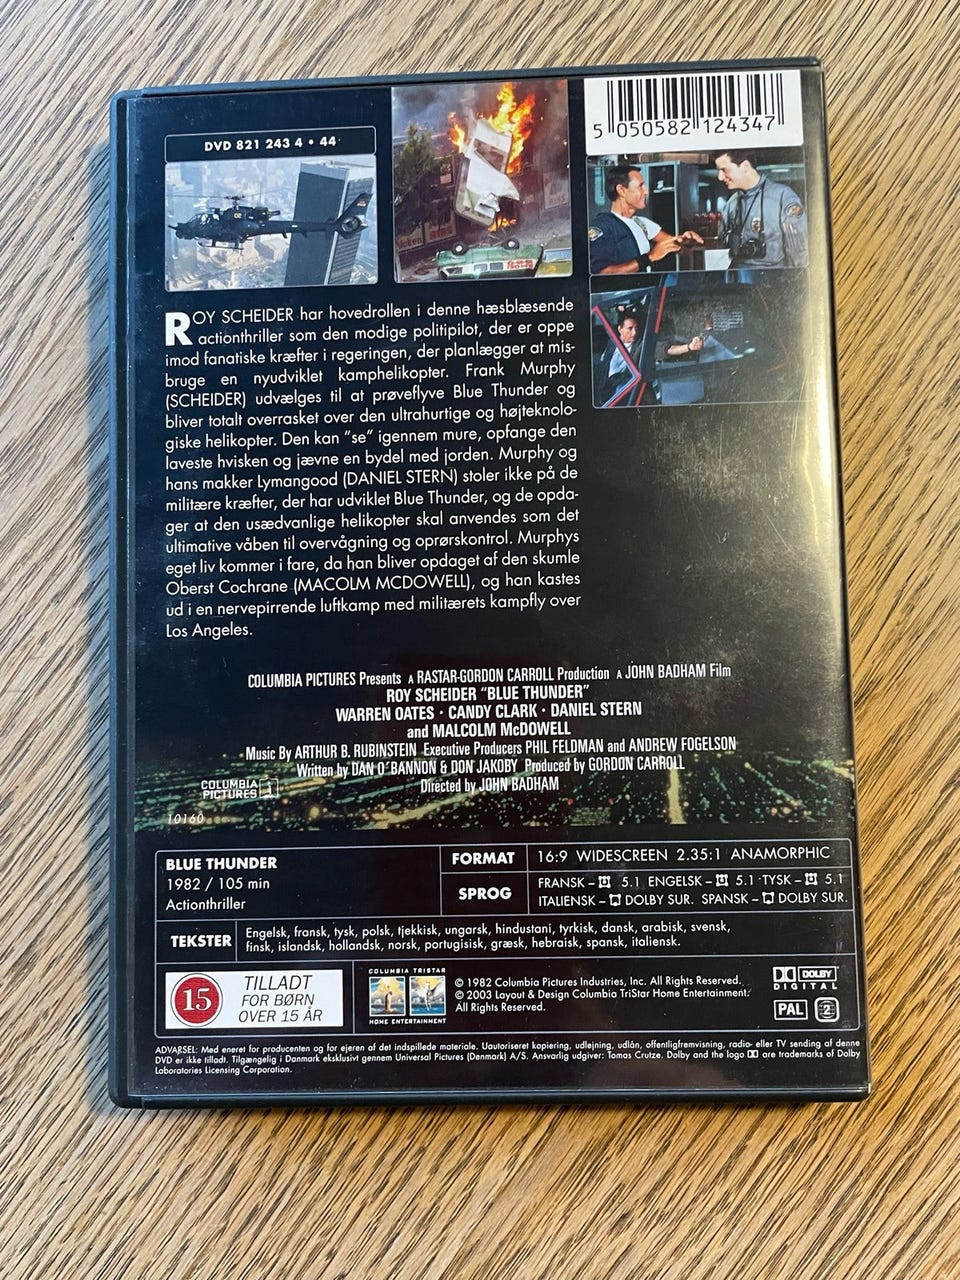 DVD 821 243 4 • 44
5 050582 124347
ROY SCHEIDER har hovedrollen i denne hæsblæsende
actionthriller som den modige politipilot, der er oppe
imod fanatiske kræfter i regeringen, der planlægger at mis-
bruge en nyudviklet kamphelikopter. Frank Murphy
(SCHEIDER) udvælges til at prøveflyve Blue Thunder og
bliver totalt overrasket over den ultrahurtige og højteknolo-
giske helikopter. Den kan "se" igennem mure, opfange den
laveste hvisken og jævne en bydel med jorden. Murphy og
hans makker Lymangood (DANIEL STERN) stoler ikke på de
militære kræfter, der har udviklet Blue Thunder, og de opda-
ger at den usædvanlige helikopter skal anvendes som det
ultimative våben til overvågning og oprørskontrol. Murphys
eget liv kommer i fare, da han bliver opdaget af den skumle
Oberst Cochrane (MACOLM MCDOWELL), og han kastes
ud i en nervepirrende luftkamp med militærets kampfly over
Los Angeles.
COLUMBIA PICTURES Presents A RASTAR-GORDON CARROLL Production A JOHN BADHAM Film
ROY SCHEIDER "BLUE THUNDER"
WARREN OATES · CANDY CLARK · DANIEL STERN
and MALCOLM McDOWELL
Music By ARTHUR B. RUBINSTEIN Executive Producers PHIL FELDMAN and ANDREW FOGELSON
Written by DAN O'BANNON & DON JAKOBY Produced by GORDON CARROLL
Directed by JOHN BADHAM
COLUMBIA
PICTURES
10160
BLUE THUNDER
1982 / 105 min
Actionthriller
FORMAT 16:9 WIDESCREEN 2.35:1 ANAMORPHIC
SPROG FRANSK – 5.1 ENGELSK – 5.1 TYSK – 5.1
ITALIENSK – DOLBY SUR. SPANSK – DOLBY SUR.
TEKSTER Engelsk, fransk, tysk, polsk, tjekkisk, ungarsk, hindustani, tyrkisk, dansk, arabisk, svensk,
finsk, islandsk, hollandsk, norsk, portugisisk, græsk, hebraisk, spansk, italiensk.
15 TILLADT
FOR BØRN
OVER 15 ÅR
COLUMBIA TRISTAR
HOME ENTERTAINMENT
© 1982 Columbia Pictures Industries, Inc. All Rights Reserved.
© 2003 Layout & Design Columbia TriStar Home Entertainment.
All Rights Reserved.
DOLBY
DIGITAL
PAL 2
ADVARSEL: Med eneret for producenten og for ejeren af det indspillede materiale. Uautoriseret kopiering, udlejning, udlån, offentligfremvisning, radio- eller TV sending af denne
DVD er ikke tilladt. Tilgængelig i Danmark eksklusivt gennem Universal Pictures (Denmark) A/S. Ansvarlig udgiver: Tomas Crutze. Dolby and the logo are trademarks of Dolby
Laboratories Licensing Corporation.